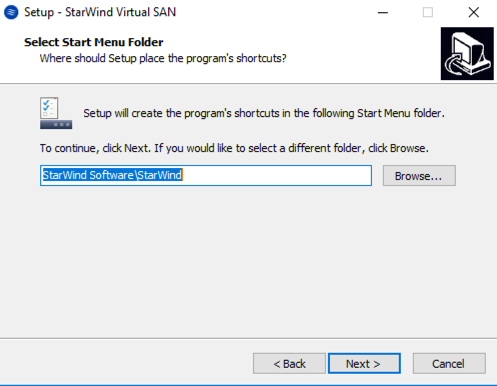 Setup - StarWind Virtual SAN
Select Start Menu Folder
Where should Setup place the program's shortcuts?
Setup will create the program's shortcuts in the following Start Menu folder.
To continue, click Next. If you would like to select a different folder, click Browse.
StarWind Software\StarWind
Browse...
< Back
Next >
Cancel